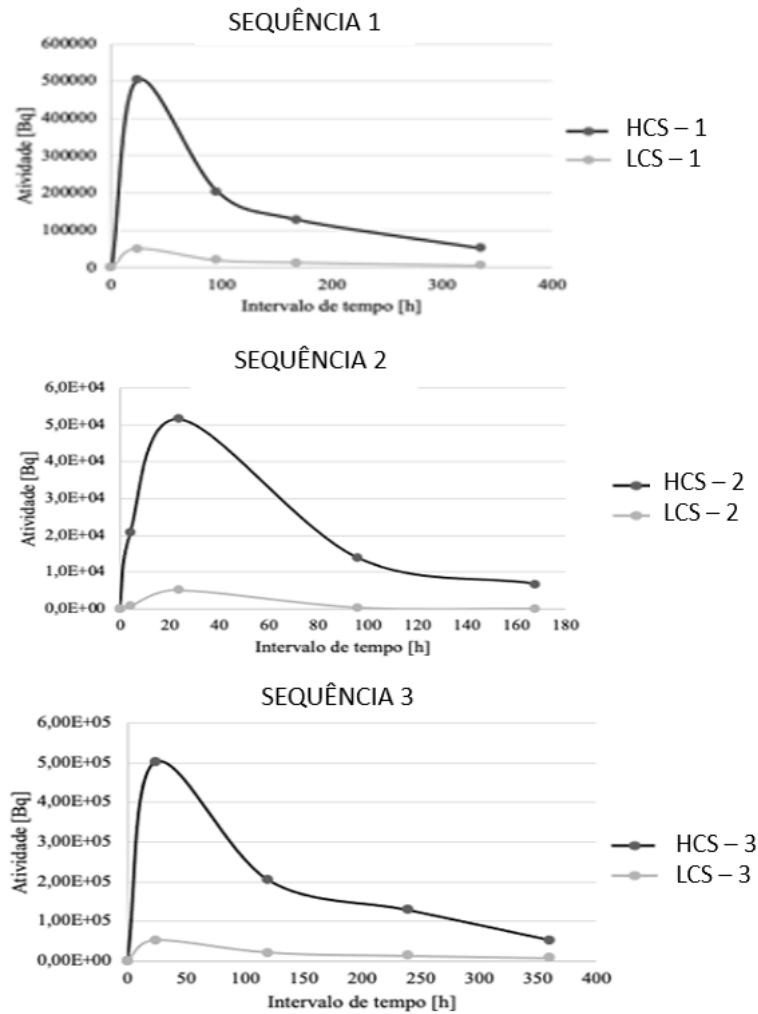 SEQUÊNCIA 1
600000
500000
400000
300000
200000
100000
0
Atividade [Bq]
0 100 200 300 400
Intervalo de tempo [h]
HCS – 1
LCS – 1
SEQUÊNCIA 2
6,0E+04
5,0E+04
4,0E+04
3,0E+04
2,0E+04
1,0E+04
0,0E+00
Atividade [Bq]
0 20 40 60 80 100 120 140 160 180
Intervalo de tempo [h]
HCS – 2
LCS – 2
SEQUÊNCIA 3
6,00E+05
5,00E+05
4,00E+05
3,00E+05
2,00E+05
1,00E+05
0,00E+00
Atividade [Bq]
0 50 100 150 200 250 300 350 400
Intervalo de tempo [h]
HCS – 3
LCS – 3